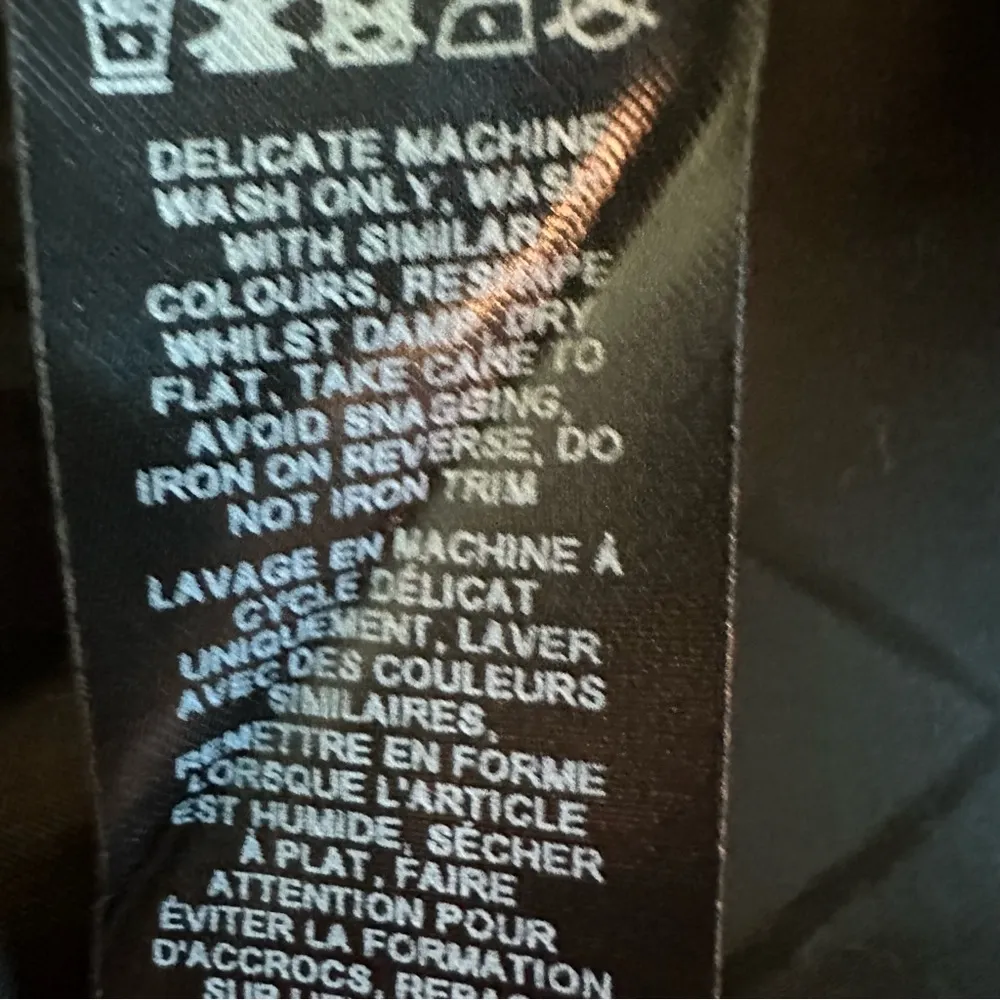 DELICATE MACHINE
WASH ONLY, WASH
WITH SIMILAR
COLOURS, RESHAPE
WHILST DAMP, DRY
FLAT, TAKE CARE TO
AVOID SNAGGING,
IRON ON REVERSE, DO
NOT IRON TRIM
LAVAGE EN MACHINE À
CYCLE DÉLICAT
UNIQUEMENT, LAVER
AVEC DES COULEURS
SIMILAIRES,
REMETTRE EN FORME
LORSQUE L'ARTICLE
EST HUMIDE, SÉCHER
À PLAT, FAIRE
ATTENTION POUR
ÉVITER LA FORMATION
D'ACCROCS,